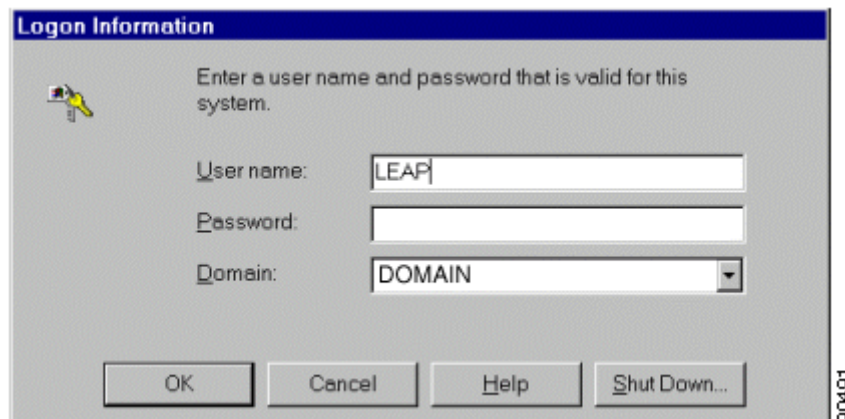 Logon Information
Enter a user name and password that is valid for this
system.
User name: LEAP
Password:
Domain: DOMAIN
OK Cancel Help Shut Down...